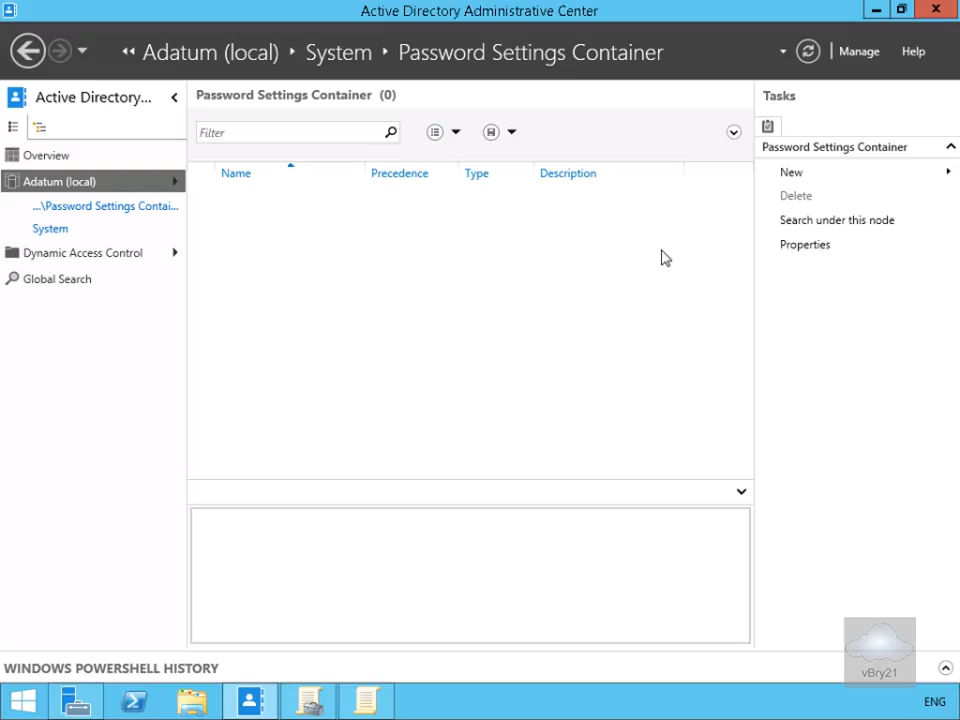 Active Directory Administrative Center
Adatum (local) System Password Settings Container
Manage Help
Active Directory...
Overview
Adatum (local)
...\Password Settings Contai...
System
Dynamic Access Control
Global Search
Password Settings Container (0)
Filter
Name Precedence Type Description
Tasks
Password Settings Container
New
Delete
Search under this node
Properties
WINDOWS POWERSHELL HISTORY
vBry21
ENG